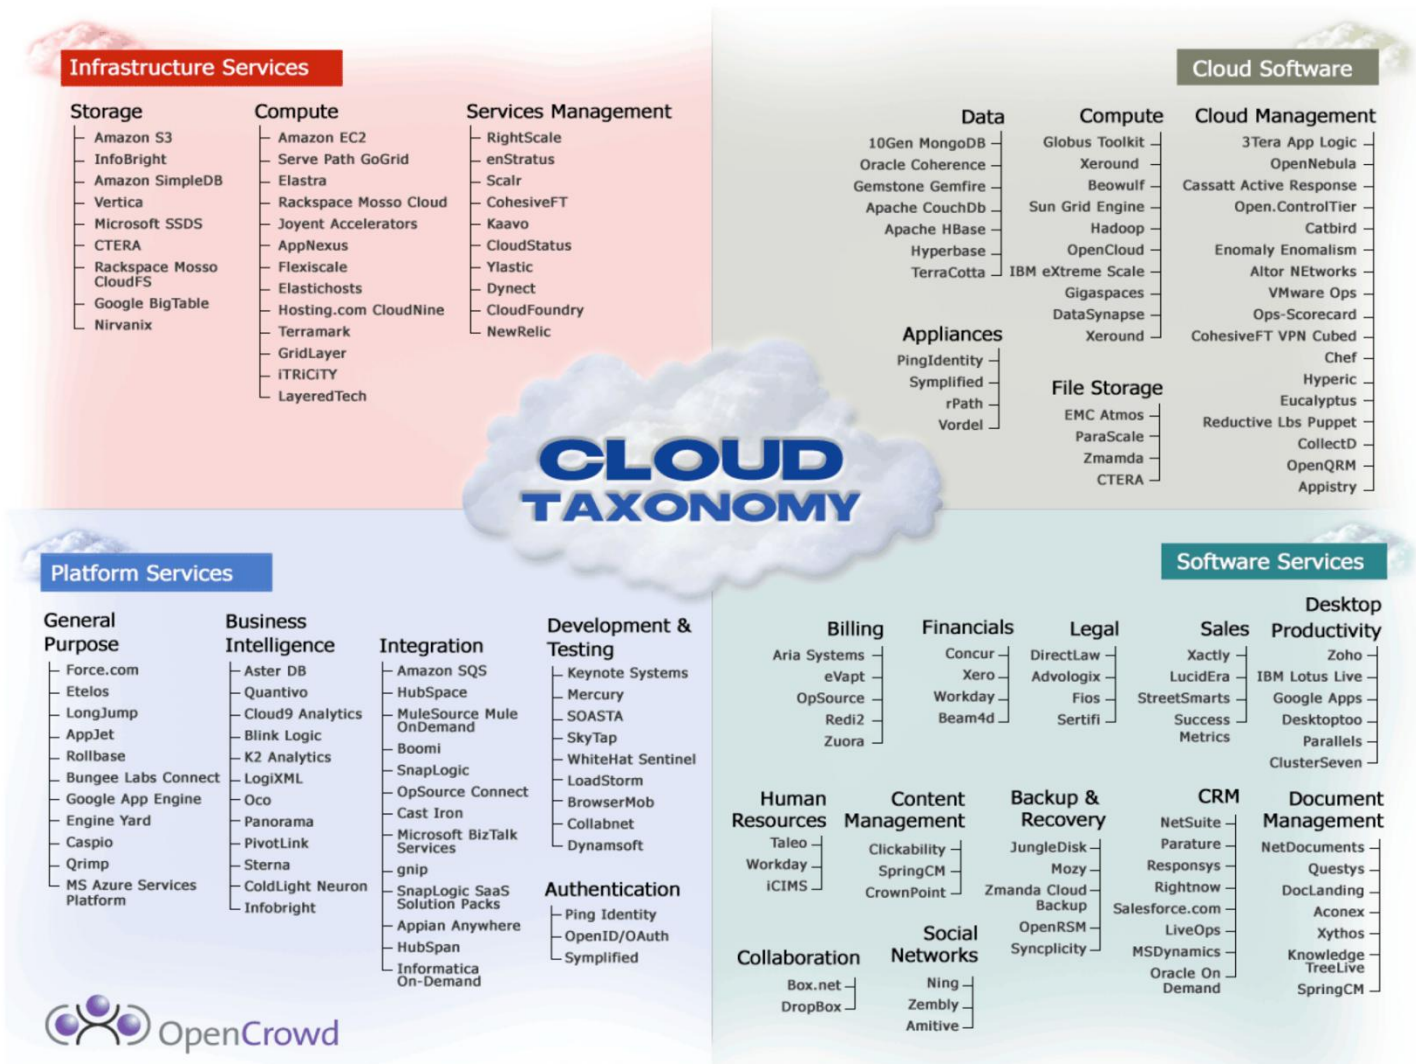 Infrastructure Services
Storage
Amazon S3
InfoBright
Amazon SimpleDB
Vertica
Microsoft SSDS
CTERA
Rackspace Mosso
CloudFS
Google BigTable
Nirvanix
Compute
Amazon EC2
Serve Path GoGrid
Elastra
Rackspace Mosso Cloud
Joyent Accelerators
AppNexus
Flexiscale
Elastichosts
Hosting.com CloudNine
Terramark
GridLayer
iTRiCiTY
LayeredTech
Services Management
RightScale
enStratus
Scalr
CohesiveFT
Kaavo
CloudStatus
Ylastic
Dynect
CloudFoundry
NewRelic
Cloud Software
Data
10Gen MongoDB
Oracle Coherence
Gemstone Gemfire
Apache CouchDb
Apache HBase
Hyperbase
TerraCotta
Appliances
PingIdentity
Symplified
rPath
Vordel
Compute
Globus Toolkit
Xeround
Beowulf
Sun Grid Engine
Hadoop
OpenCloud
IBM eXtreme Scale
Gigaspaces
DataSynapse
Xeround
File Storage
EMC Atmos
ParaScale
Zmamda
CTERA
Cloud Management
3Tera App Logic
OpenNebula
Cassatt Active Response
Open.ControlTier
Catbird
Enomaly Enomalism
Altor NEtworks
VMware Ops
Ops-Scorecard
CohesiveFT VPN Cubed
Chef
Hyperic
Eucalyptus
Reductive Lbs Puppet
CollectD
OpenQRM
Appistry
CLOUD
TAXONOMY
Platform Services
General
Purpose
Force.com
Etelos
LongJump
AppJet
Rollbase
Bungee Labs Connect
Google App Engine
Engine Yard
Caspio
Qrimp
MS Azure Services
Platform
Business
Intelligence
Aster DB
Quantivo
Cloud9 Analytics
Blink Logic
K2 Analytics
LogiXML
Oco
Panorama
PivotLink
Sterna
ColdLight Neuron
Infobright
Integration
Amazon SQS
HubSpace
MuleSource Mule
OnDemand
Boomi
SnapLogic
OpSource Connect
Cast Iron
Microsoft BizTalk
Services
gnip
SnapLogic SaaS
Solution Packs
Appian Anywhere
HubSpan
Informatica
On-Demand
Development &
Testing
Keynote Systems
Mercury
SOASTA
SkyTap
WhiteHat Sentinel
LoadStorm
BrowserMob
Collabnet
Dynamsoft
Authentication
Ping Identity
OpenID/OAuth
Symplified
Software Services
Billing
Aria Systems
eVapt
OpSource
Redi2
Zuora
Financials
Concur
Xero
Workday
Beam4d
Legal
DirectLaw
Advologix
Fios
Sertifi
Sales
Xactly
LucidEra
StreetSmarts
Success
Metrics
Desktop
Productivity
Zoho
IBM Lotus Live
Google Apps
Desktoptoo
Parallels
ClusterSeven
Human
Resources
Taleo
Workday
iCIMS
Content
Management
Clickability
SpringCM
CrownPoint
Backup &
Recovery
JungleDisk
Mozy
Zmanda Cloud
Backup
OpenRSM
Syncplicity
CRM
NetSuite
Parature
Responsys
Rightnow
Salesforce.com
LiveOps
MSDynamics
Oracle On
Demand
Document
Management
NetDocuments
Questys
DocLanding
Aconex
Xythos
Knowledge
TreeLive
SpringCM
Collaboration
Box.net
DropBox
Social
Networks
Ning
Zembly
Amitive
OpenCrowd